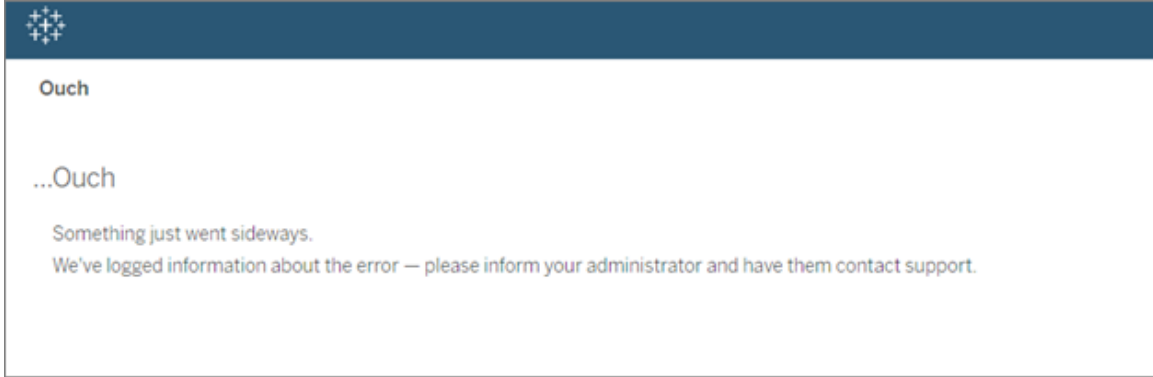 Ouch
...Ouch
Something just went sideways.
We've logged information about the error — please inform your administrator and have them contact support.